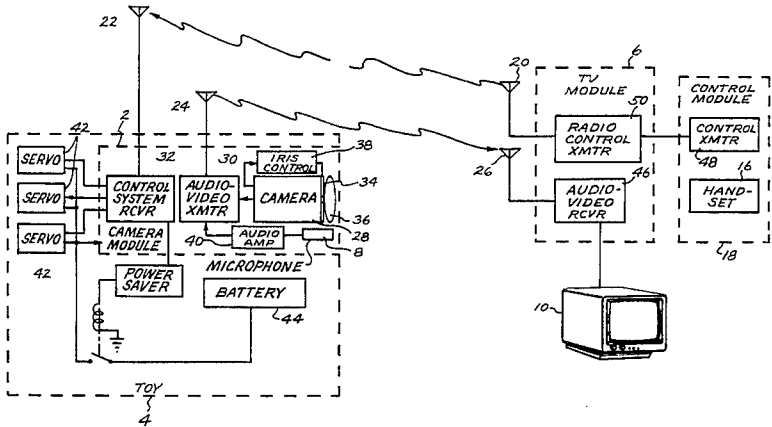 22
20
6
TV
MODULE
50
RADIO
CONTROL
XMTR
CONTROL
MODULE
CONTROL
XMTR
48
16
HAND-
SET
18
24
26
46
AUDIO-
VIDEO
RCVR
10
42
2
SERVO
SERVO
SERVO
42
32
CONTROL
SYSTEM
RCVR
30
AUDIO-
VIDEO
XMTR
IRIS
CONTROL
38
CAMERA
34
36
28
CAMERA
MODULE
40
AUDIO
AMP
8
MICROPHONE
POWER
SAVER
BATTERY
44
TOY
4